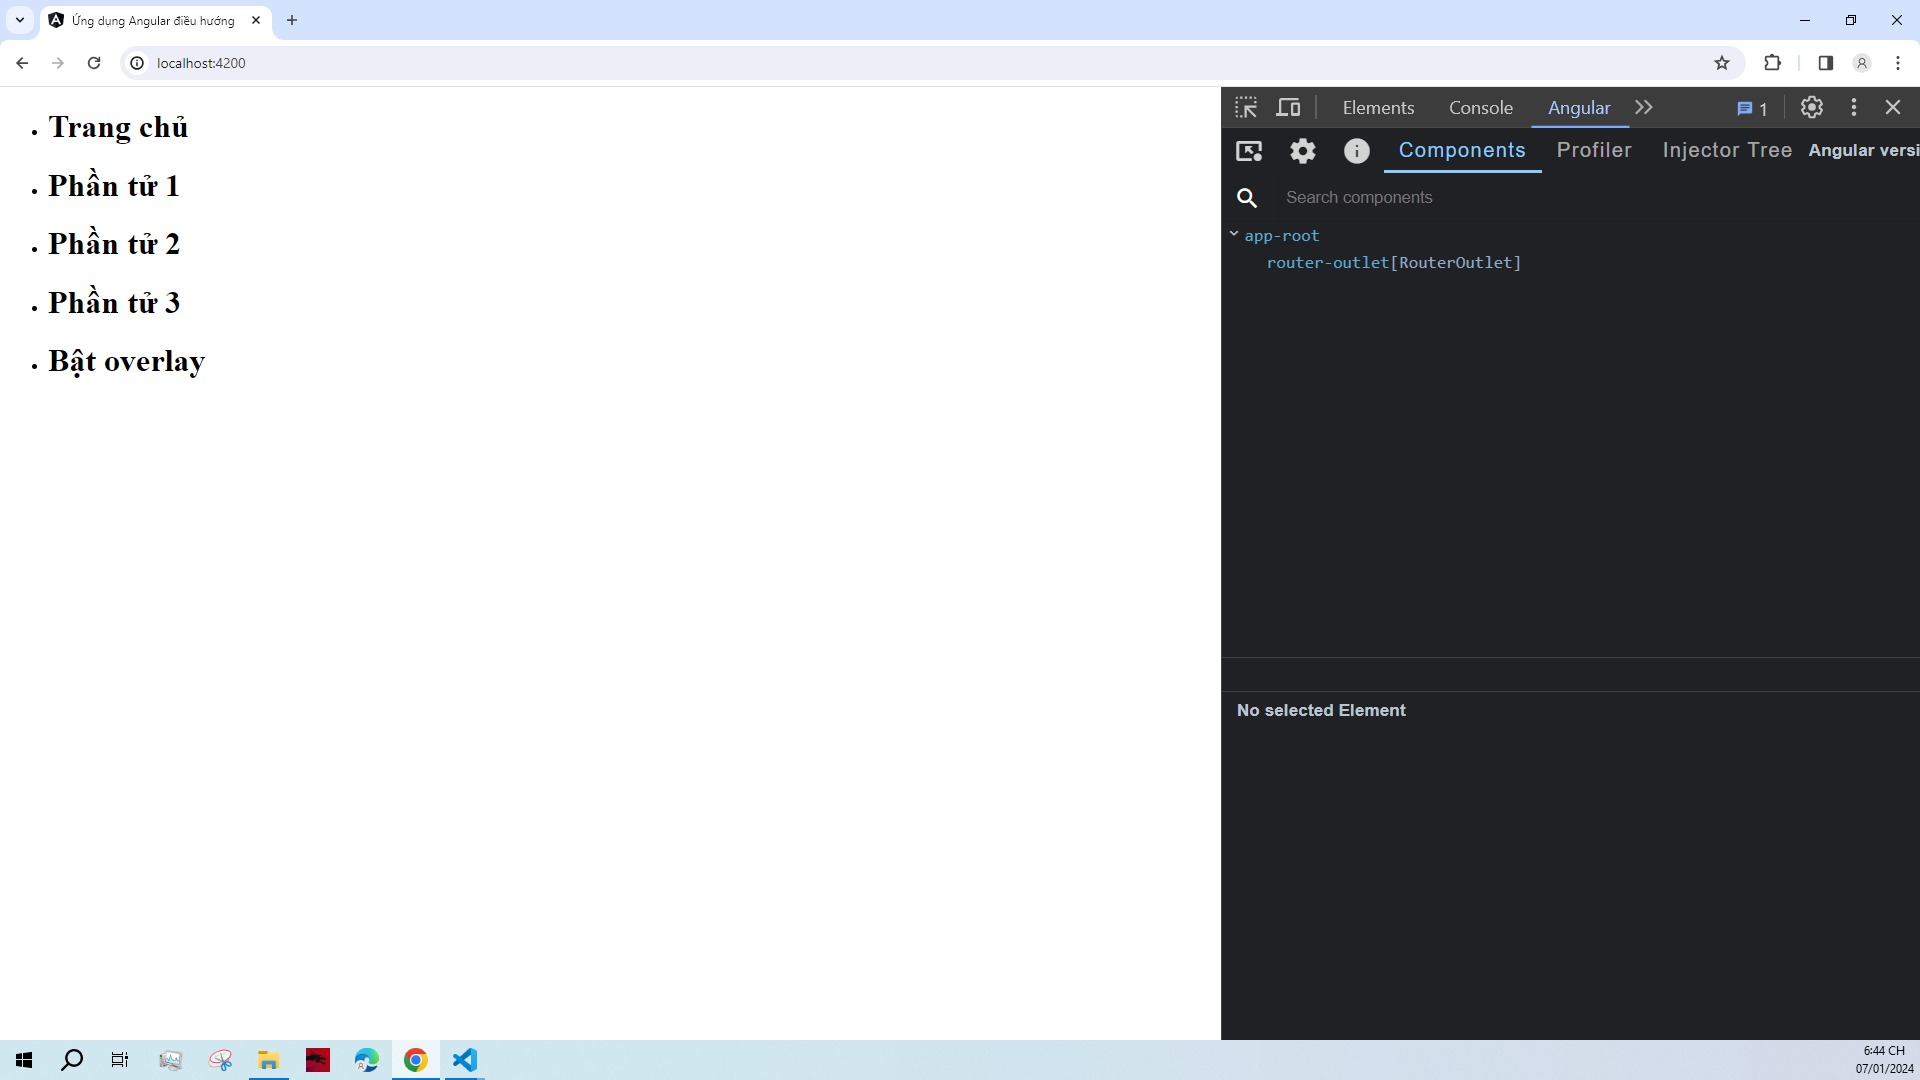 Ứng dụng Angular điều hướng
localhost:4200
Trang chủ
Phần tử 1
Phần tử 2
Phần tử 3
Bật overlay
Elements Console Angular 1
Components Profiler Injector Tree Angular versi
Search components
app-root
router-outlet[RouterOutlet]
No selected Element
6:44 CH
07/01/2024